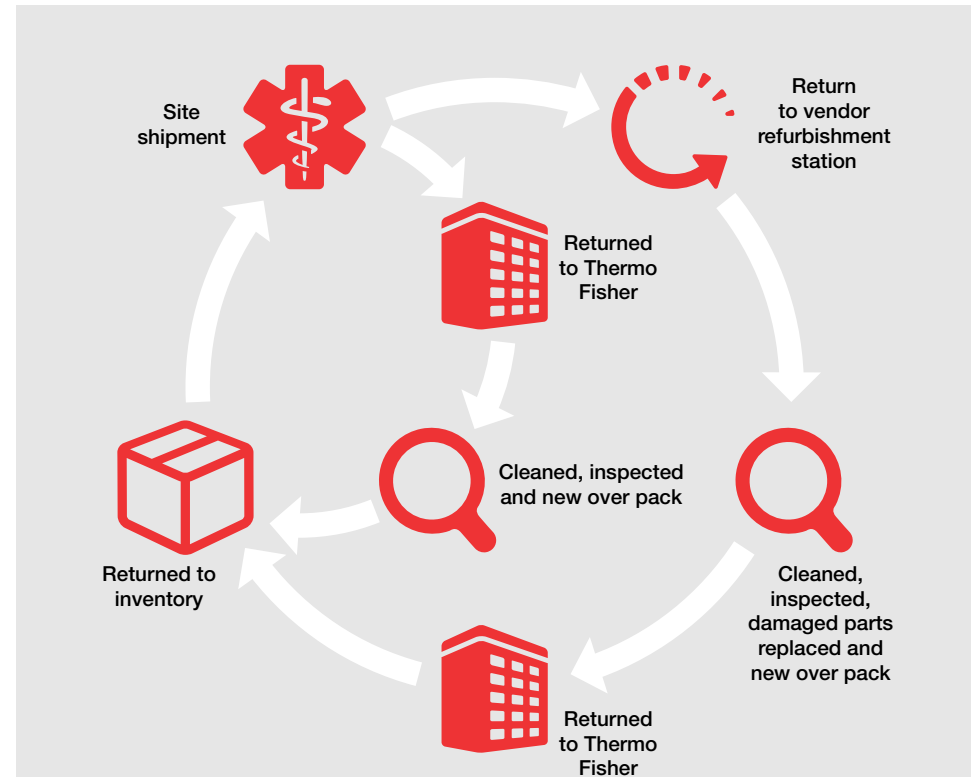 Site
shipment
Return
to vendor
refurbishment
station
Returned
to Thermo
Fisher
Cleaned, inspected
and new over pack
Returned to
inventory
Cleaned,
inspected,
damaged parts
replaced and
new over pack
Returned
to Thermo
Fisher